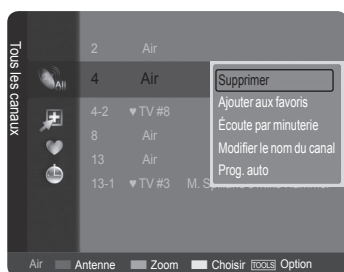 Tous les canaux
All
2 Air
4 Air
4-2 ♥ TV #8
8 Air
13 Air
13-1 ♥ TV #3
Supprimer
Ajouter aux favoris
Écoute par minuterie
Modifier le nom du canal
Prog. auto
Air Antenne Zoom Choisir TOOLS Option